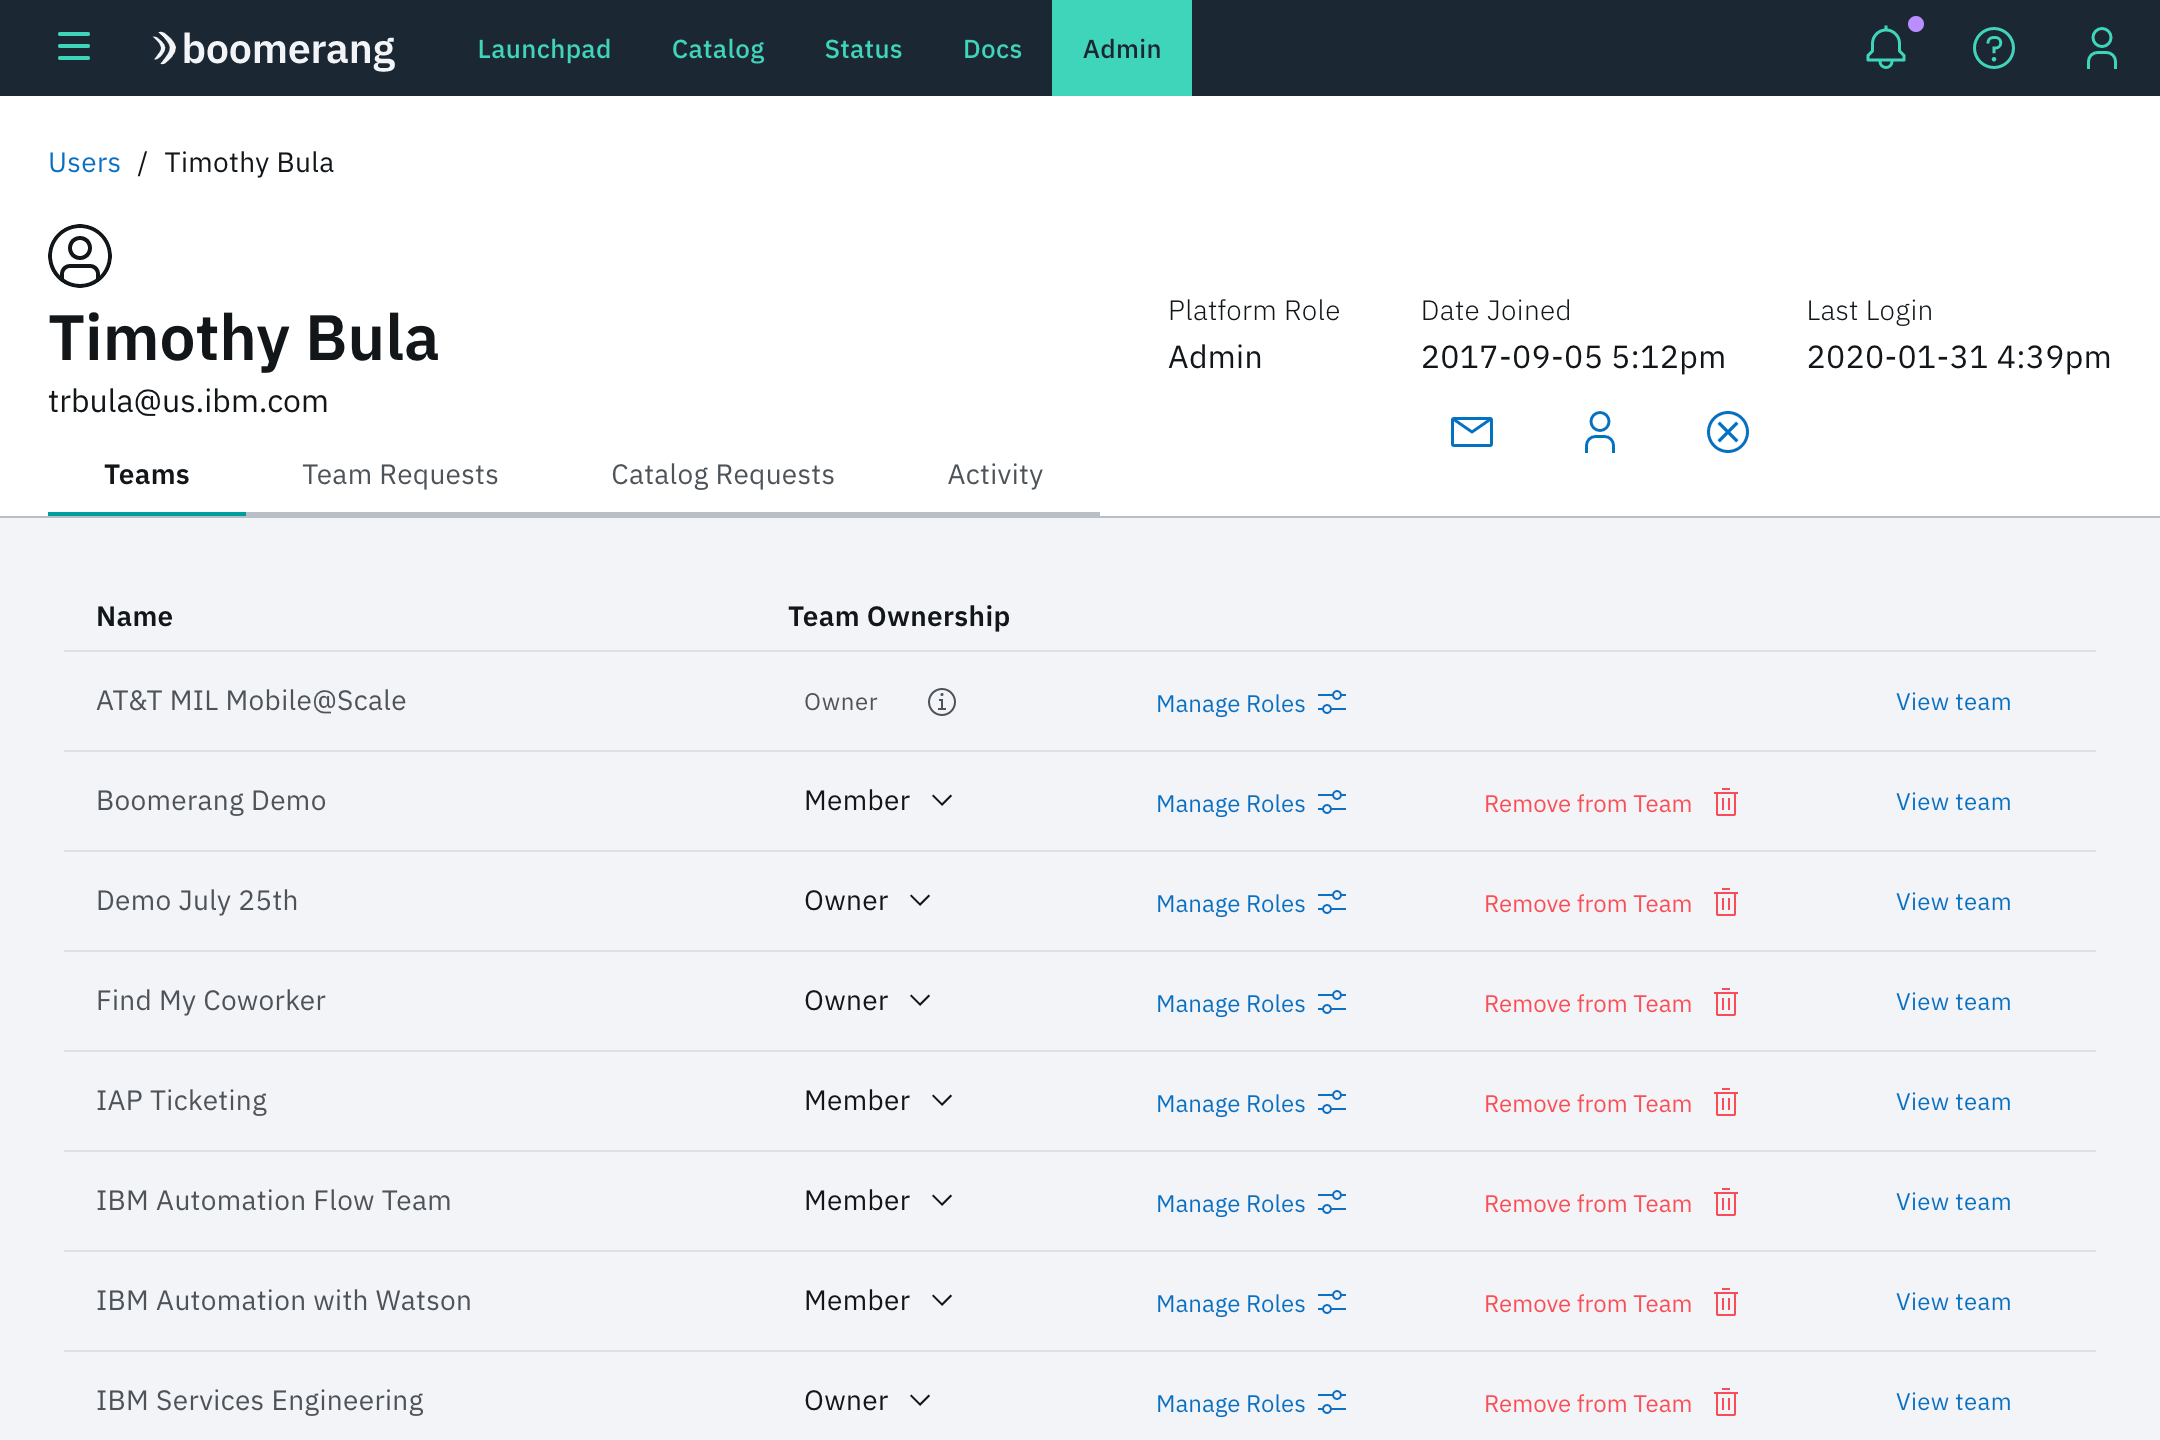 boomerang Launchpad Catalog Status Docs Admin
Users / Timothy Bula
Timothy Bula
trbula@us.ibm.com
Platform Role Date Joined Last Login
Admin 2017-09-05 5:12pm 2020-01-31 4:39pm
Teams Team Requests Catalog Requests Activity
Name Team Ownership
AT&T MIL Mobile@Scale Owner Manage Roles View team
Boomerang Demo Member Manage Roles Remove from Team View team
Demo July 25th Owner Manage Roles Remove from Team View team
Find My Coworker Owner Manage Roles Remove from Team View team
IAP Ticketing Member Manage Roles Remove from Team View team
IBM Automation Flow Team Member Manage Roles Remove from Team View team
IBM Automation with Watson Member Manage Roles Remove from Team View team
IBM Services Engineering Owner Manage Roles Remove from Team View team